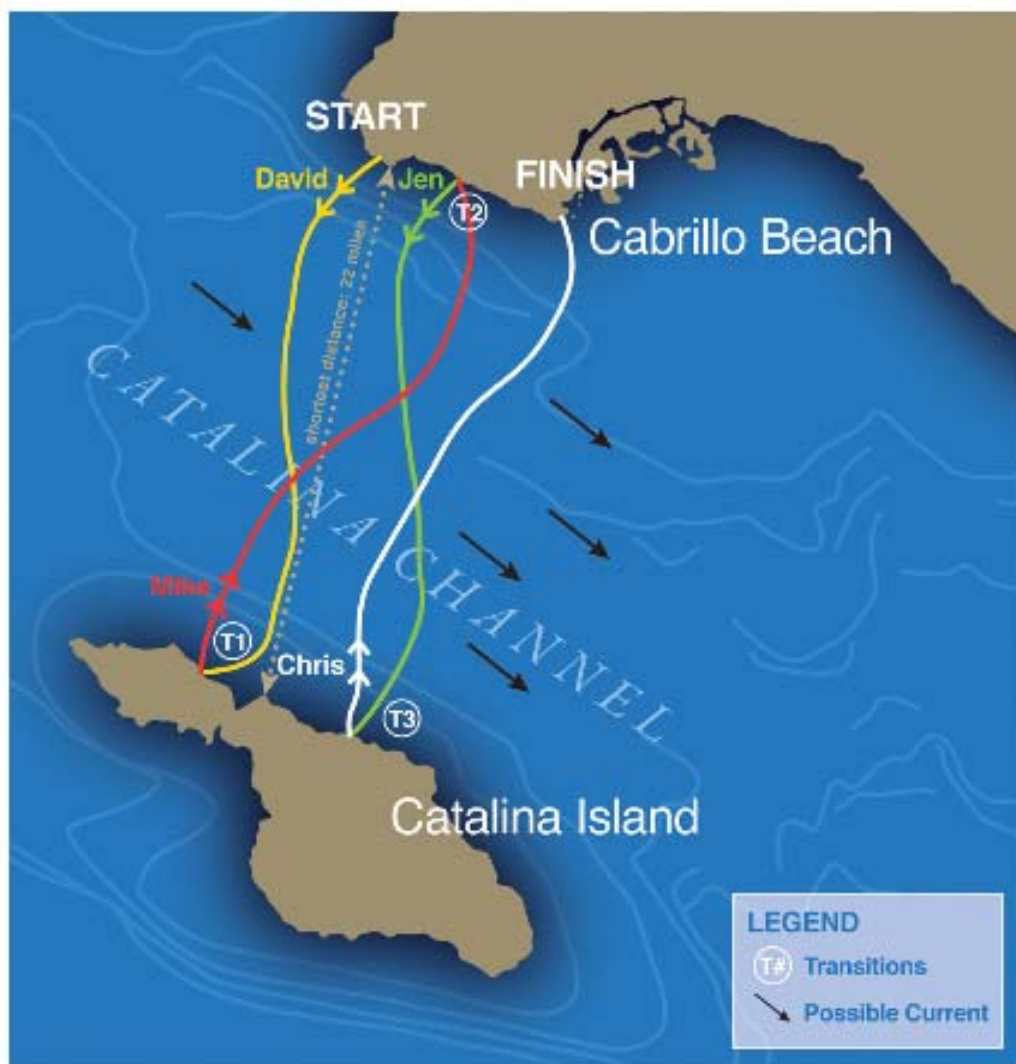 START
David
Jen
T2
FINISH
Cabrillo Beach
shortest distance: 22 miles
CATALINA CHANNEL
Mike
T1
Chris
T3
Catalina Island
LEGEND
T# Transitions
Possible Current